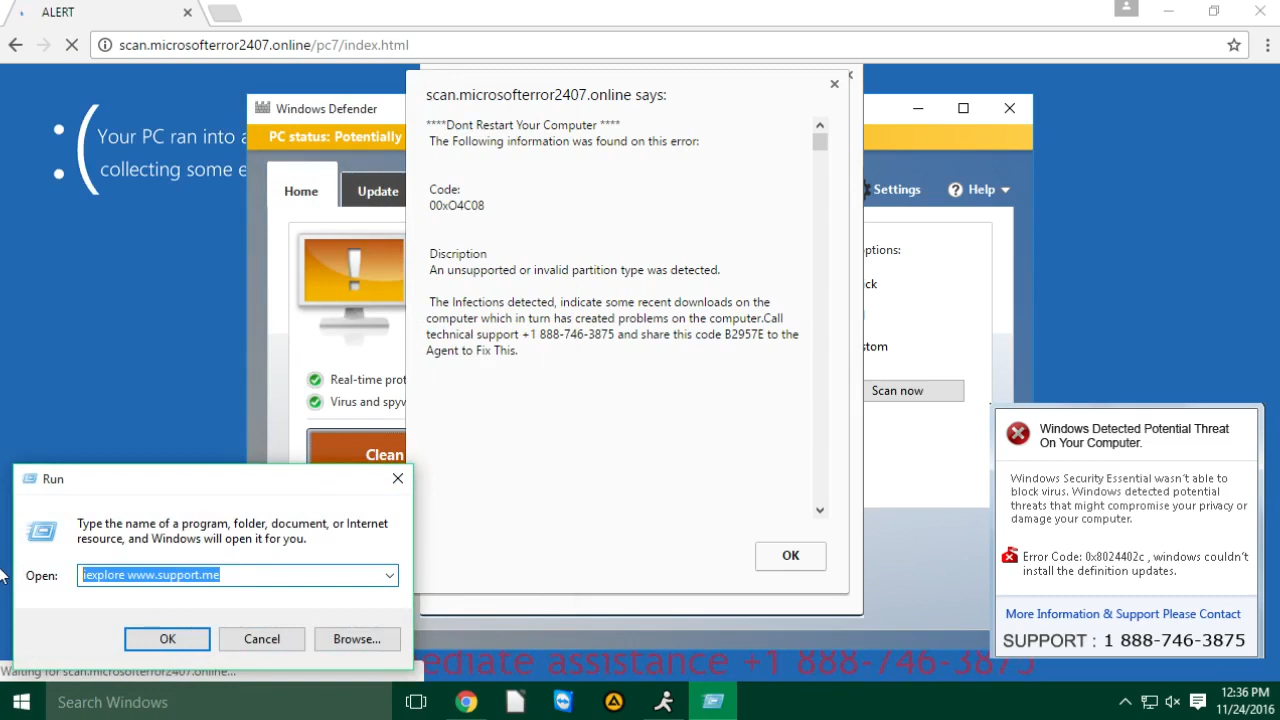 ALERT
scan.microsofterror2407.online/pc7/index.html
Your PC ran into a
collecting some e
Windows Defender
PC status: Potentially
Home
Update
Settings
Help
ptions:
ck
stom
Scan now
Real-time prot
Virus and spyv
Clean
scan.microsofterror2407.online says:
****Dont Restart Your Computer ****
The Following information was found on this error:
Code:
00xO4C08
Discription
An unsupported or invalid partition type was detected.
The Infections detected, indicate some recent downloads on the
computer which in turn has created problems on the computer.Call
technical support +1 888-746-3875 and share this code B2957E to the
Agent to Fix This.
OK
Windows Detected Potential Threat
On Your Computer.
Windows Security Essential wasn't able to
block virus. Windows detected potential
threats that might compromise your privacy or
damage your computer.
Error Code: 0x8024402c , windows couldn't
install the definition updates.
More Information & Support Please Contact
SUPPORT : 1 888-746-3875
Run
Type the name of a program, folder, document, or Internet
resource, and Windows will open it for you.
Open: iexplore www.support.me
OK Cancel Browse...
ediate assistance +1 888-746-3875
Waiting for scan.microsofterror2407.online...
Search Windows
12:36 PM
11/24/2016